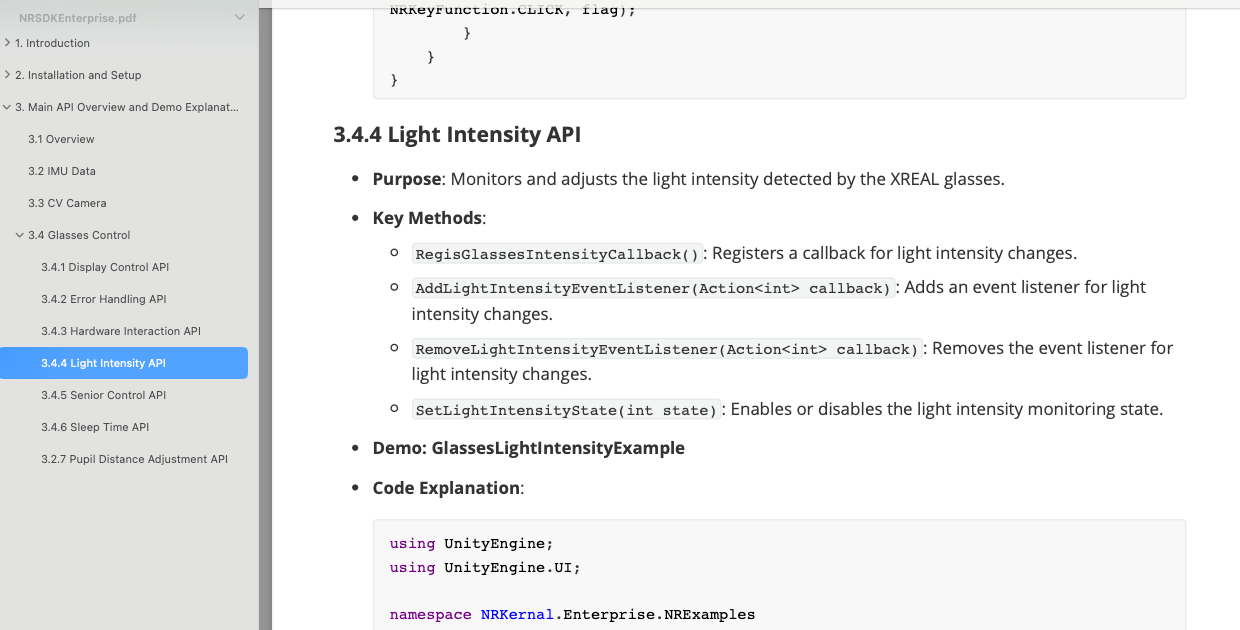 NRSDKEnterprise.pdf
1. Introduction
2. Installation and Setup
3. Main API Overview and Demo Explanat...
3.1 Overview
3.2 IMU Data
3.3 CV Camera
3.4 Glasses Control
3.4.1 Display Control API
3.4.2 Error Handling API
3.4.3 Hardware Interaction API
3.4.4 Light Intensity API
3.4.5 Senior Control API
3.4.6 Sleep Time API
3.2.7 Pupil Distance Adjustment API
NRKeyFunction.CLICK, flag);
}
}
}
3.4.4 Light Intensity API
• Purpose: Monitors and adjusts the light intensity detected by the XREAL glasses.
• Key Methods:
○ RegisGlassesIntensityCallback(): Registers a callback for light intensity changes.
○ AddLightIntensityEventListener(Action<int> callback): Adds an event listener for light
intensity changes.
○ RemoveLightIntensityEventListener(Action<int> callback): Removes the event listener for
light intensity changes.
○ SetLightIntensityState(int state): Enables or disables the light intensity monitoring state.
• Demo: GlassesLightIntensityExample
• Code Explanation:
using UnityEngine;
using UnityEngine.UI;
namespace NRKernal.Enterprise.NRExamples